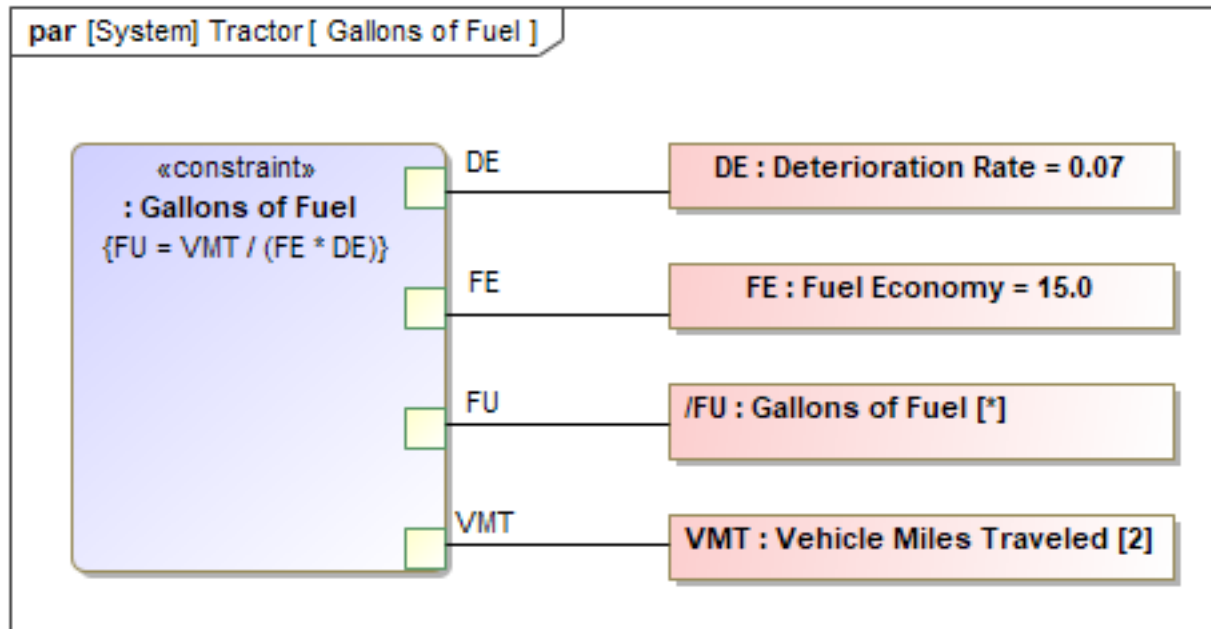 par [System] Tractor [ Gallons of Fuel ]
«constraint»
: Gallons of Fuel
{FU = VMT / (FE * DE)}
DE
DE : Deterioration Rate = 0.07
FE
FE : Fuel Economy = 15.0
FU
/FU : Gallons of Fuel [*]
VMT
VMT : Vehicle Miles Traveled [2]